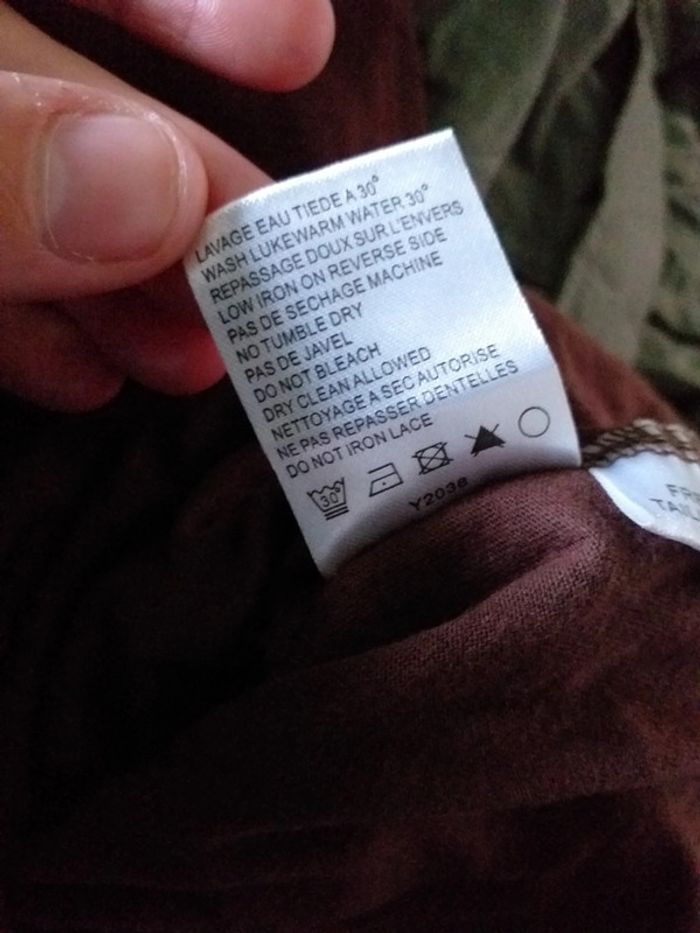 LAVAGE EAU TIEDE A 30°
WASH LUKEWARM WATER 30°
REPASSAGE DOUX SUR L'ENVERS
LOW IRON ON REVERSE SIDE
PAS DE SECHAGE MACHINE
NO TUMBLE DRY
PAS DE JAVEL
DO NOT BLEACH
DRY CLEAN ALLOWED
NETTOYAGE A SEC AUTORISE
NE PAS REPASSER DENTELLES
DO NOT IRON LACE
30°
Y2038